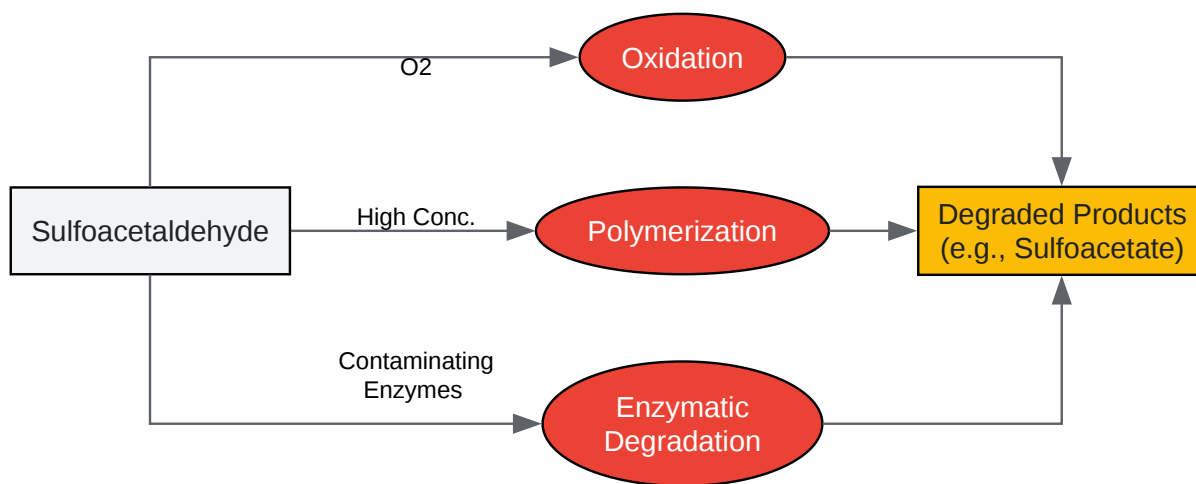 Oxidation
O2
Sulfoacetaldehyde
High Conc.
Polymerization
Degraded Products
(e.g., Sulfoacetate)
Contaminating
Enzymes
Enzymatic
Degradation